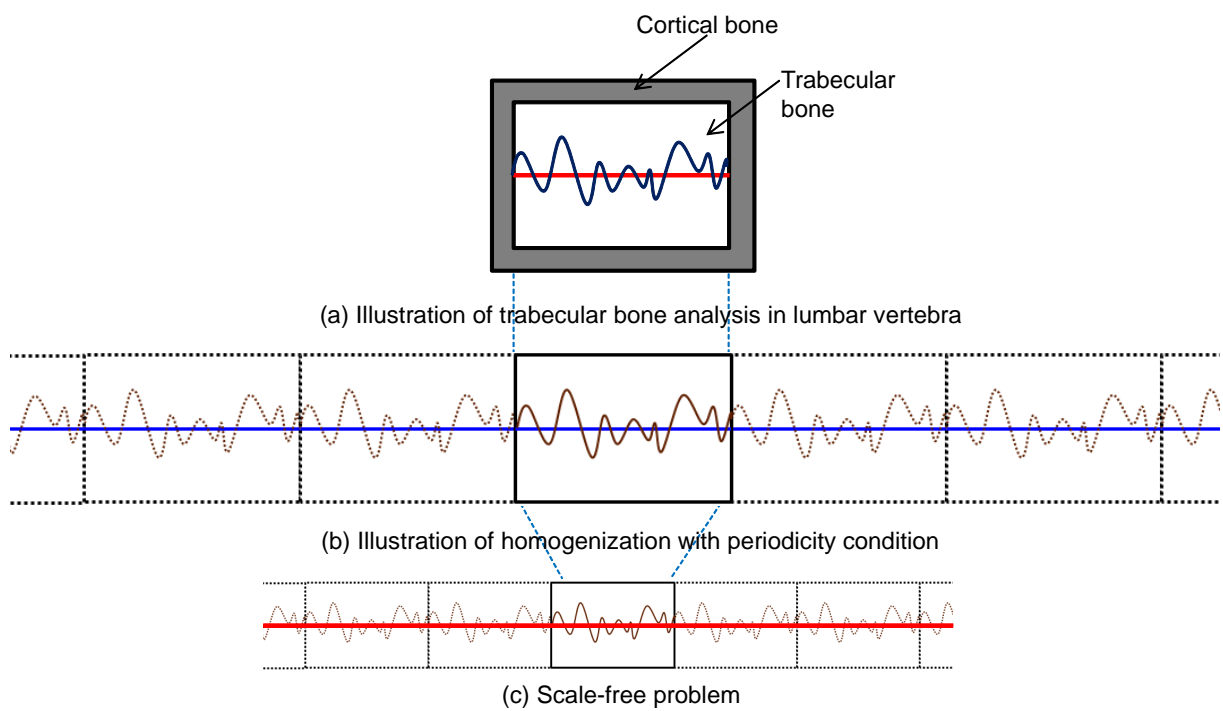 Cortical bone
Trabecular
bone
(a) Illustration of trabecular bone analysis in lumbar vertebra
(b) Illustration of homogenization with periodicity condition
(c) Scale-free problem